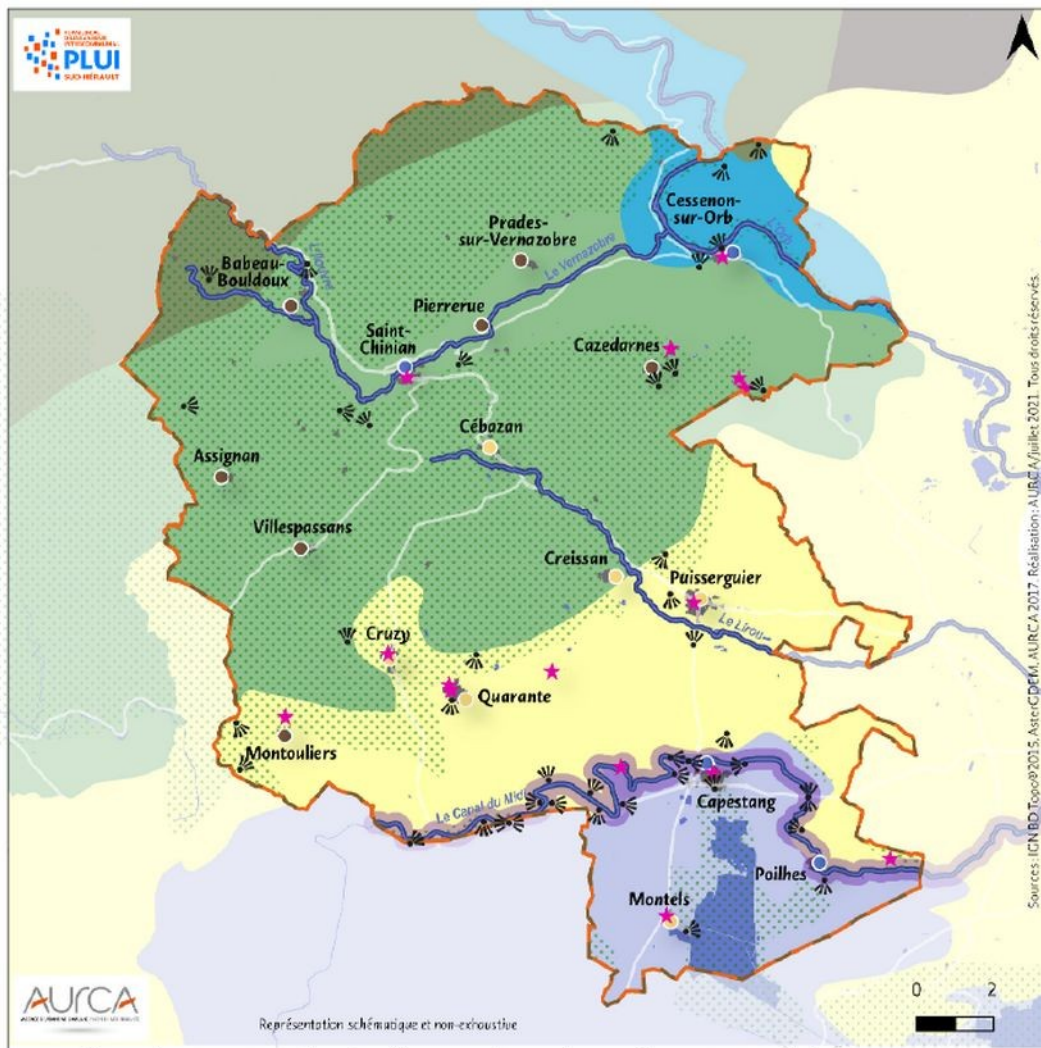 PLUI
SUD-HÉRAULT
Cessenon-
sur-Orb
L'Orb
Prades-
sur-Vernazobre
Le Vernazobre
Babeau-
Bouldoux
Pierrerue
Saint-
Chinian
Cazedarnes
Cébazan
Assignan
Villespassans
Creissan
Puisserguier
Le Lirou
Cruzy
Quarante
Montouliers
Le Canal du Midi
Capestang
Poilhes
Montels
AURCA
Représentation schématique et non-exhaustive
0 2
Sources : IGN BD Topo®2015, AsterGDEM, AURCA 2017. Réalisation : AURCA/juillet 2021. Tous droits réservés.